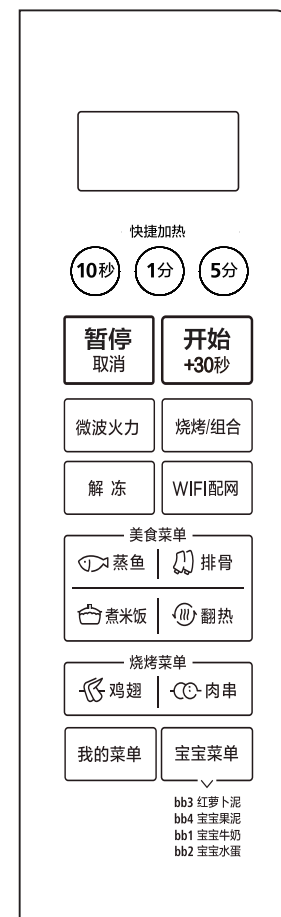 快捷加热
10秒 1分 5分
暂停 开始
取消 +30秒
微波火力 烧烤/组合
解 冻 WIFI配网
美食菜单
蒸鱼 排骨
煮米饭 翻热
烧烤菜单
鸡翅 肉串
我的菜单 宝宝菜单
bb3 红萝卜泥
bb4 宝宝果泥
bb1 宝宝牛奶
bb2 宝宝水蛋